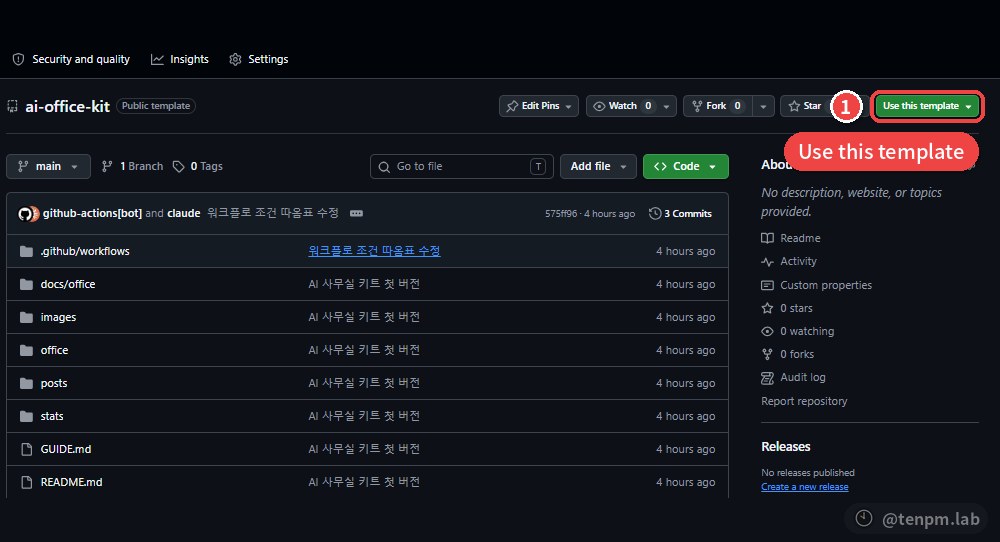 Security and quality Insights Settings
ai-office-kit Public template Edit Pins Watch 0 Fork 0 Star 1 Use this template
Use this template
main 1 Branch 0 Tags Go to file T Add file Code
github-actions[bot] and claude 워크플로 조건 따옴표 수정 575ff96 · 4 hours ago 3 Commits
.github/workflows 워크플로 조건 따옴표 수정 4 hours ago
docs/office AI 사무실 키트 첫 버전 4 hours ago
images AI 사무실 키트 첫 버전 4 hours ago
office AI 사무실 키트 첫 버전 4 hours ago
posts AI 사무실 키트 첫 버전 4 hours ago
stats AI 사무실 키트 첫 버전 4 hours ago
GUIDE.md AI 사무실 키트 첫 버전 4 hours ago
README.md AI 사무실 키트 첫 버전 4 hours ago
No description, website, or topics
provided.
Readme
Activity
Custom properties
0 stars
0 watching
0 forks
Audit log
Report repository
Releases
No releases published
Create a new release
@tenpm.lab